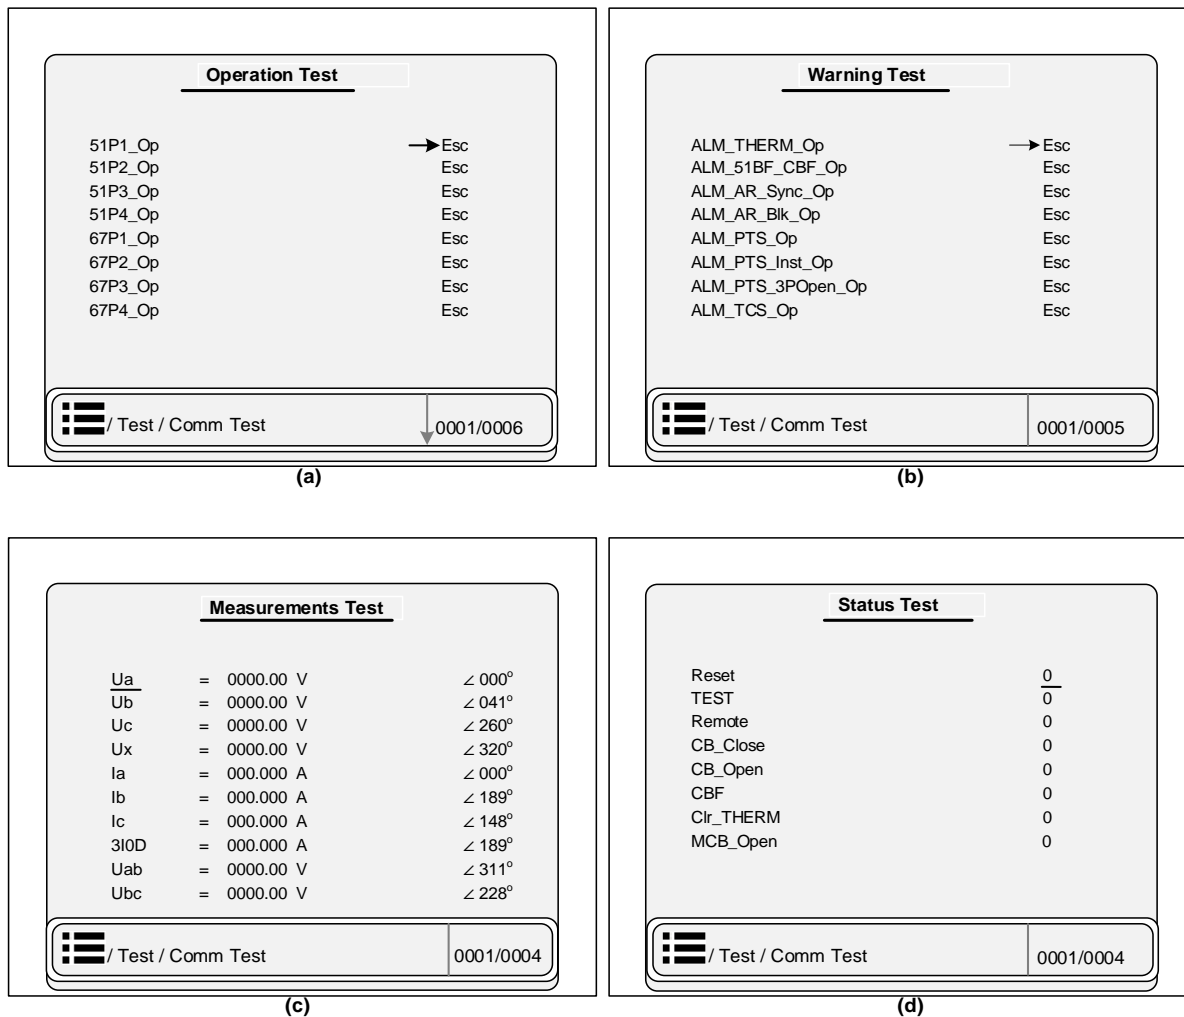 Operation Test
51P1_Op Esc
51P2_Op Esc
51P3_Op Esc
51P4_Op Esc
67P1_Op Esc
67P2_Op Esc
67P3_Op Esc
67P4_Op Esc
/ Test / Comm Test 0001/0006
(a)
Warning Test
ALM_THERM_Op Esc
ALM_51BF_CBF_Op Esc
ALM_AR_Sync_Op Esc
ALM_AR_Blk_Op Esc
ALM_PTS_Op Esc
ALM_PTS_Inst_Op Esc
ALM_PTS_3POpen_Op Esc
ALM_TCS_Op Esc
/ Test / Comm Test 0001/0005
(b)
Measurements Test
Ua = 0000.00 V ∠000°
Ub = 0000.00 V ∠041°
Uc = 0000.00 V ∠260°
Ux = 0000.00 V ∠320°
Ia = 000.000 A ∠000°
Ib = 000.000 A ∠189°
Ic = 000.000 A ∠148°
3I0D = 000.000 A ∠189°
Uab = 0000.00 V ∠311°
Ubc = 0000.00 V ∠228°
/ Test / Comm Test 0001/0004
(c)
Status Test
Reset 0
TEST 0
Remote 0
CB_Close 0
CB_Open 0
CBF 0
Clr_THERM 0
MCB_Open 0
/ Test / Comm Test 0001/0004
(d)